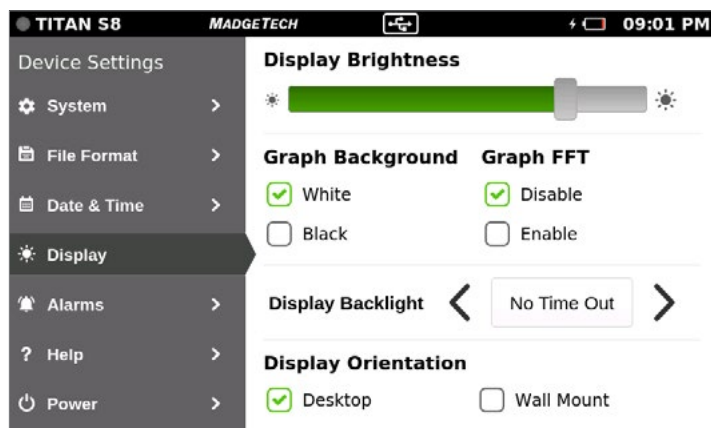 TITAN S8 MADGETECH 09:01 PM
Device Settings
System
File Format
Date & Time
Display
Alarms
Help
Power
Display Brightness
Graph Background Graph FFT
White Disable
Black Enable
Display Backlight No Time Out
Display Orientation
Desktop Wall Mount